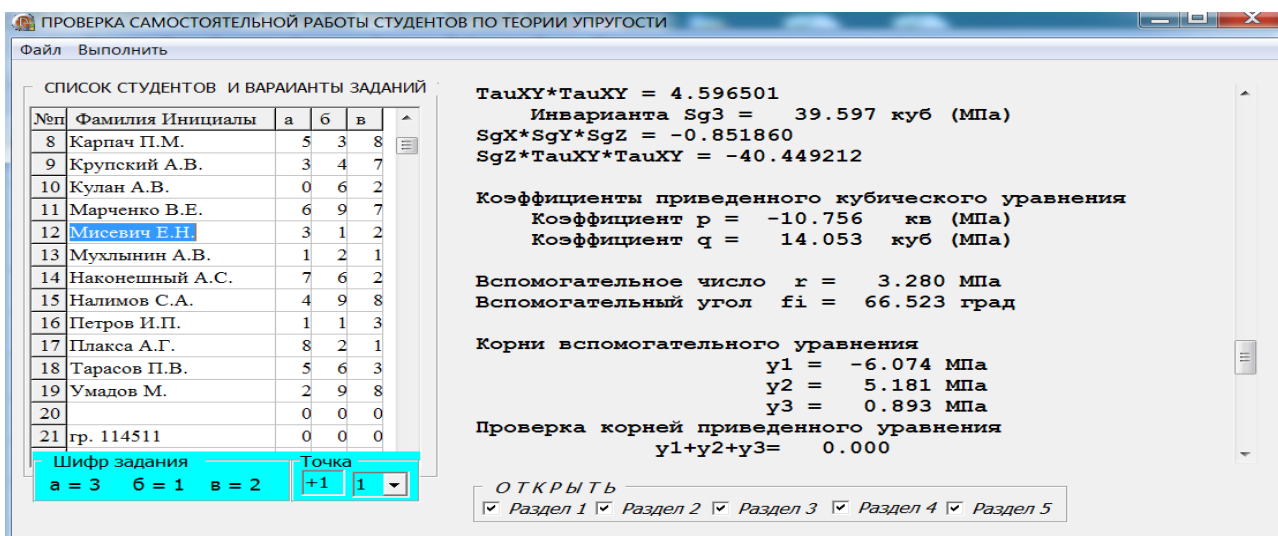 ПРОВЕРКА САМОСТОЯТЕЛЬНОЙ РАБОТЫ СТУДЕНТОВ ПО ТЕОРИИ УПРУГОСТИ
Файл Выполнить
СПИСОК СТУДЕНТОВ И ВАРАИАНТЫ ЗАДАНИЙ
№п Фамилия Инициалы а б в
8 Карпач П.М. 5 3 8
9 Крупский А.В. 3 4 7
10 Кулан А.В. 0 6 2
11 Марченко В.Е. 6 9 7
12 Мисевич Е.Н. 3 1 2
13 Мухлынин А.В. 1 2 1
14 Наконешный А.С. 7 6 2
15 Налимов С.А. 4 9 8
16 Петров И.П. 1 1 3
17 Плакса А.Г. 8 2 1
18 Тарасов П.В. 5 6 3
19 Умадов М. 2 9 8
20 0 0 0
21 гр. 114511 0 0 0
Шифр задания
а = 3 б = 1 в = 2
Точка
+1 1
TauXY*TauXY = 4.596501
Инварианта Sg3 = 39.597 куб (МПа)
SgX*SgY*SgZ = -0.851860
SgZ*TauXY*TauXY = -40.449212
Коэффициенты приведенного кубического уравнения
Коэффициент p = -10.756 кв (МПа)
Коэффициент q = 14.053 куб (МПа)
Вспомогательное число r = 3.280 МПа
Вспомогательный угол fi = 66.523 град
Корни вспомогательного уравнения
y1 = -6.074 МПа
y2 = 5.181 МПа
y3 = 0.893 МПа
Проверка корней приведенного уравнения
y1+y2+y3= 0.000
ОТКРЫТЬ
Раздел 1 Раздел 2 Раздел 3 Раздел 4 Раздел 5